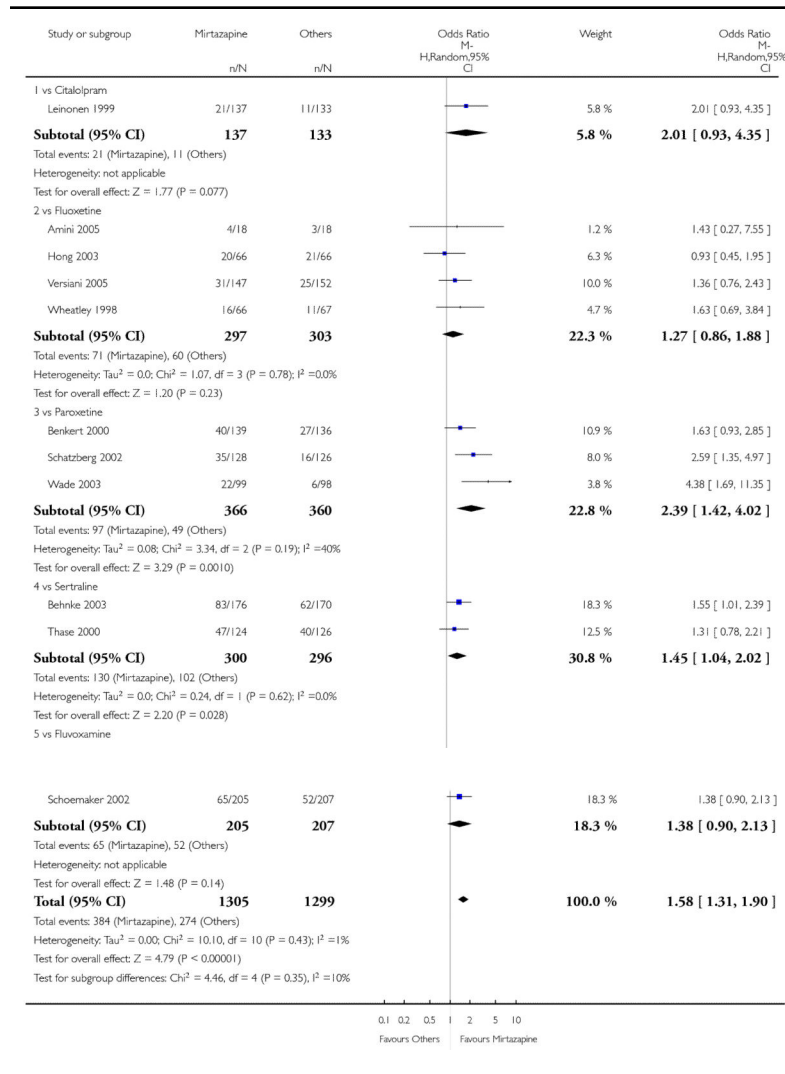 Study or subgroup Mirtazapine Others Odds Ratio Weight Odds Ratio
M- M-
H,Random,95% H,Random,95%
n/N n/N CI CI
1 vs Citalolpram
Leinonen 1999 21/137 11/133 5.8 % 2.01 [ 0.93, 4.35 ]
Subtotal (95% CI) 137 133 5.8 % 2.01 [ 0.93, 4.35 ]
Total events: 21 (Mirtazapine), 11 (Others)
Heterogeneity: not applicable
Test for overall effect: Z = 1.77 (P = 0.077)
2 vs Fluoxetine
Amini 2005 4/18 3/18 1.2 % 1.43 [ 0.27, 7.55 ]
Hong 2003 20/66 21/66 6.3 % 0.93 [ 0.45, 1.95 ]
Versiani 2005 31/147 25/152 10.0 % 1.36 [ 0.76, 2.43 ]
Wheatley 1998 16/66 11/67 4.7 % 1.63 [ 0.69, 3.84 ]
Subtotal (95% CI) 297 303 22.3 % 1.27 [ 0.86, 1.88 ]
Total events: 71 (Mirtazapine), 60 (Others)
Heterogeneity: Tau² = 0.0; Chi² = 1.07, df = 3 (P = 0.78); I² =0.0%
Test for overall effect: Z = 1.20 (P = 0.23)
3 vs Paroxetine
Benkert 2000 40/139 27/136 10.9 % 1.63 [ 0.93, 2.85 ]
Schatzberg 2002 35/128 16/126 8.0 % 2.59 [ 1.35, 4.97 ]
Wade 2003 22/99 6/98 3.8 % 4.38 [ 1.69, 11.35 ]
Subtotal (95% CI) 366 360 22.8 % 2.39 [ 1.42, 4.02 ]
Total events: 97 (Mirtazapine), 49 (Others)
Heterogeneity: Tau² = 0.08; Chi² = 3.34, df = 2 (P = 0.19); I² =40%
Test for overall effect: Z = 3.29 (P = 0.0010)
4 vs Sertraline
Behnke 2003 83/176 62/170 18.3 % 1.55 [ 1.01, 2.39 ]
Thase 2000 47/124 40/126 12.5 % 1.31 [ 0.78, 2.21 ]
Subtotal (95% CI) 300 296 30.8 % 1.45 [ 1.04, 2.02 ]
Total events: 130 (Mirtazapine), 102 (Others)
Heterogeneity: Tau² = 0.0; Chi² = 0.24, df = 1 (P = 0.62); I² =0.0%
Test for overall effect: Z = 2.20 (P = 0.028)
5 vs Fluvoxamine
Schoemaker 2002 65/205 52/207 18.3 % 1.38 [ 0.90, 2.13 ]
Subtotal (95% CI) 205 207 18.3 % 1.38 [ 0.90, 2.13 ]
Total events: 65 (Mirtazapine), 52 (Others)
Heterogeneity: not applicable
Test for overall effect: Z = 1.48 (P = 0.14)
Total (95% CI) 1305 1299 100.0 % 1.58 [ 1.31, 1.90 ]
Total events: 384 (Mirtazapine), 274 (Others)
Heterogeneity: Tau² = 0.00; Chi² = 10.10, df = 10 (P = 0.43); I² =1%
Test for overall effect: Z = 4.79 (P < 0.00001)
Test for subgroup differences: Chi² = 4.46, df = 4 (P = 0.35), I² =10%
0.1 0.2 0.5 1 2 5 10
Favours Others Favours Mirtazapine